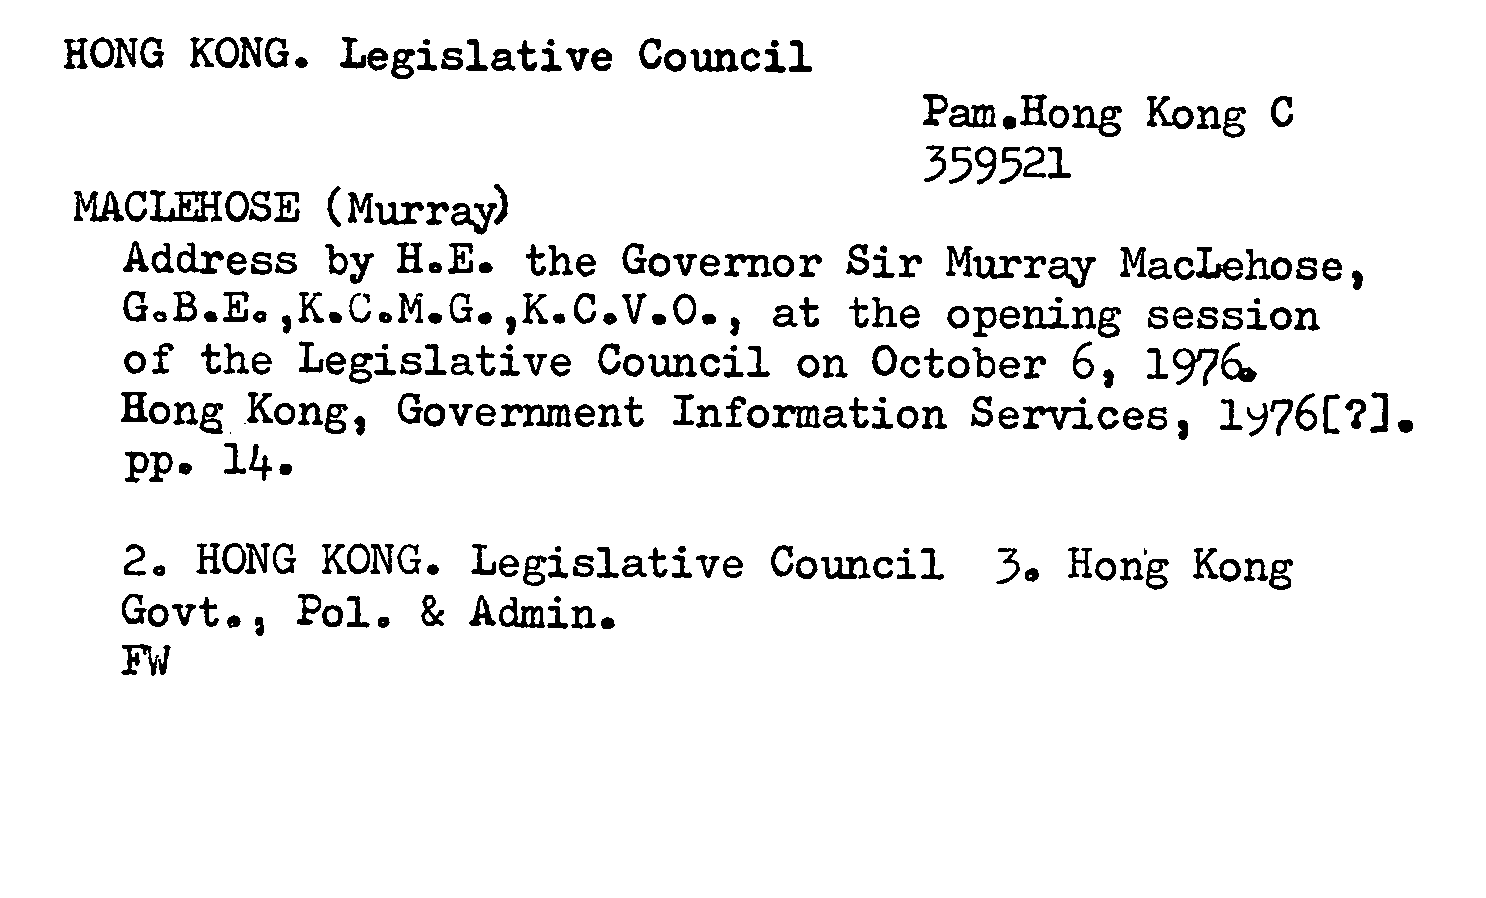 HONG KONG. Legislative Council
Pam.Hong Kong C
359521
MACLEHOSE (Murray)
Address by H.E. the Governor Sir Murray MacLehose,
G.B.E.,K.C.M.G.,K.C.V.O., at the opening session
of the Legislative Council on October 6, 1976.
Hong Kong, Government Information Services, 1976[?].
pp. 14.
2. HONG KONG. Legislative Council 3. Hong Kong
Govt., Pol. & Admin.
FW